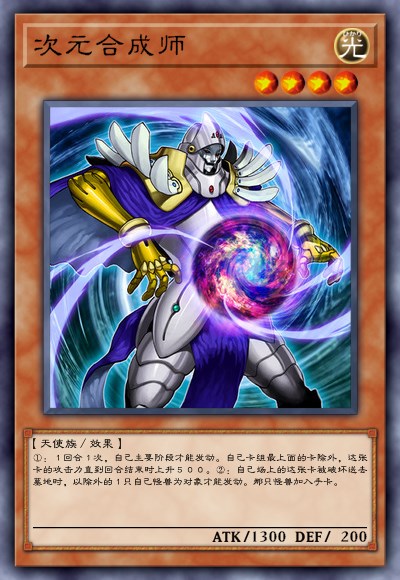 次元合成师
ひかり
光
【天使族／效果】
①：１回合１次，自己主要阶段才能发动。自己卡组最上面的卡除外，这张
卡的攻击力直到回合结束时上升５００。②：自己场上的这张卡被破坏送去
墓地时，以除外的１只自己怪兽为对象才能发动。那只怪兽加入手卡。
ATK/1300 DEF/ 200